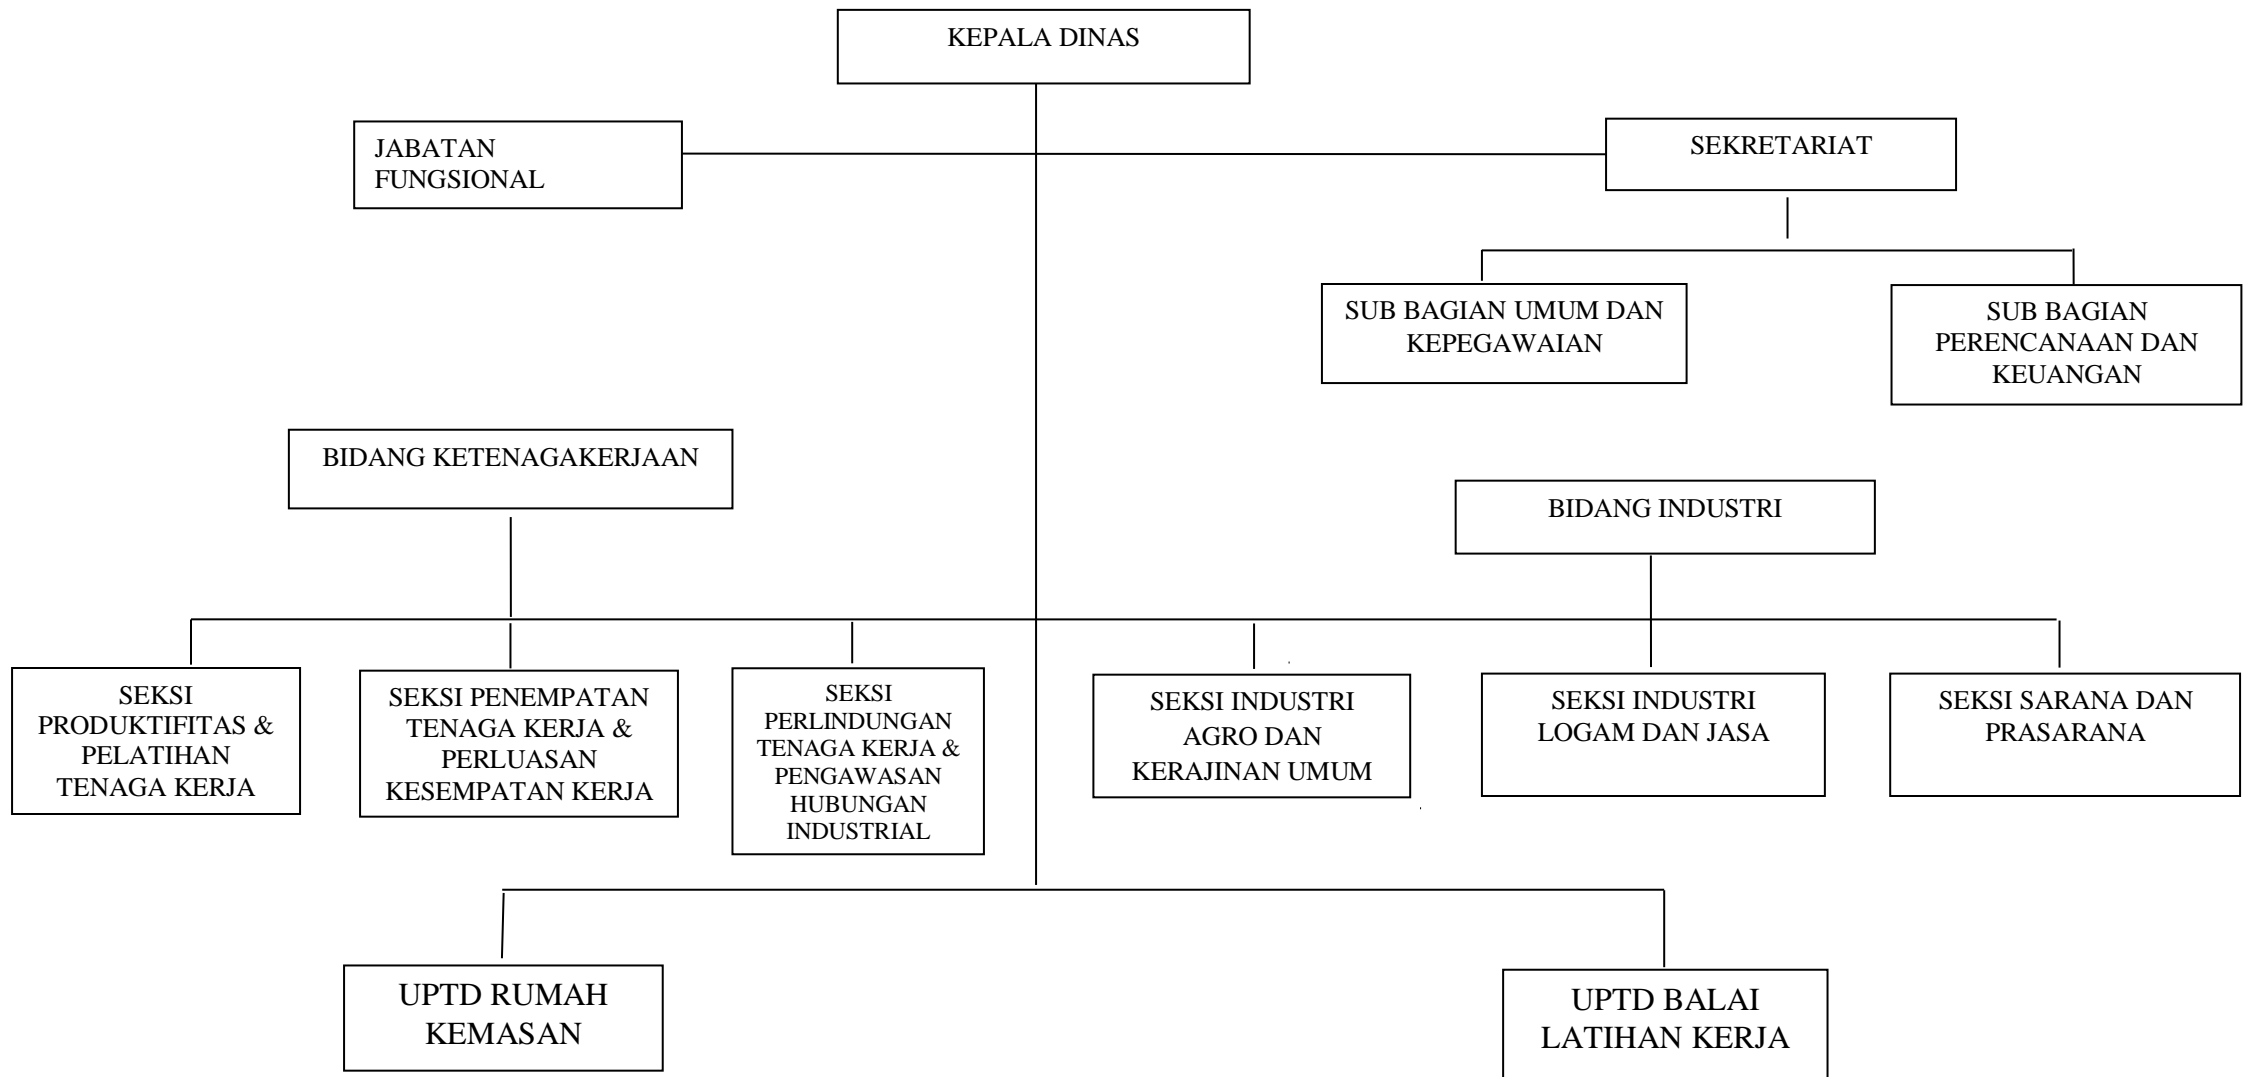 KEPALA DINAS
JABATAN
FUNGSIONAL
SEKRETARIAT
SUB BAGIAN UMUM DAN
KEPEGAWAIAN
SUB BAGIAN
PERENCANAAN DAN
KEUANGAN
BIDANG KETENAGAKERJAAN
BIDANG INDUSTRI
SEKSI
PRODUKTIFITAS &
PELATIHAN
TENAGA KERJA
SEKSI PENEMPATAN
TENAGA KERJA &
PERLUASAN
KESEMPATAN KERJA
SEKSI
PERLINDUNGAN
TENAGA KERJA &
PENGAWASAN
HUBUNGAN
INDUSTRIAL
SEKSI INDUSTRI
AGRO DAN
KERAJINAN UMUM
SEKSI INDUSTRI
LOGAM DAN JASA
SEKSI SARANA DAN
PRASARANA
UPTD RUMAH
KEMASAN
UPTD BALAI
LATIHAN KERJA